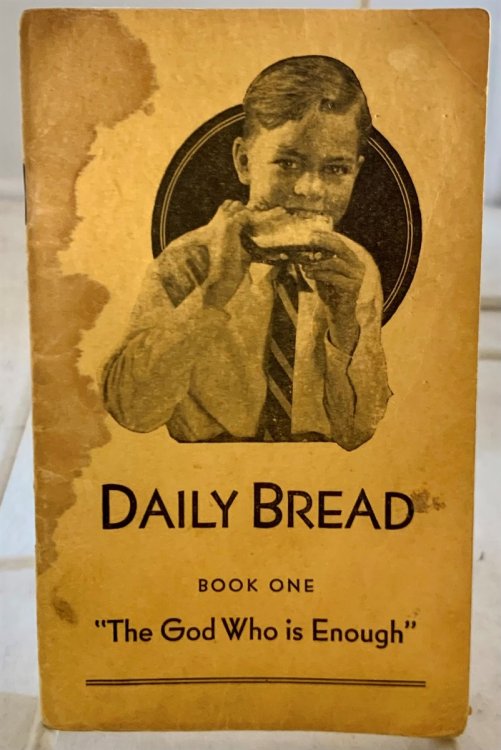 DAILY BREAD
BOOK ONE
"The God Who is Enough"